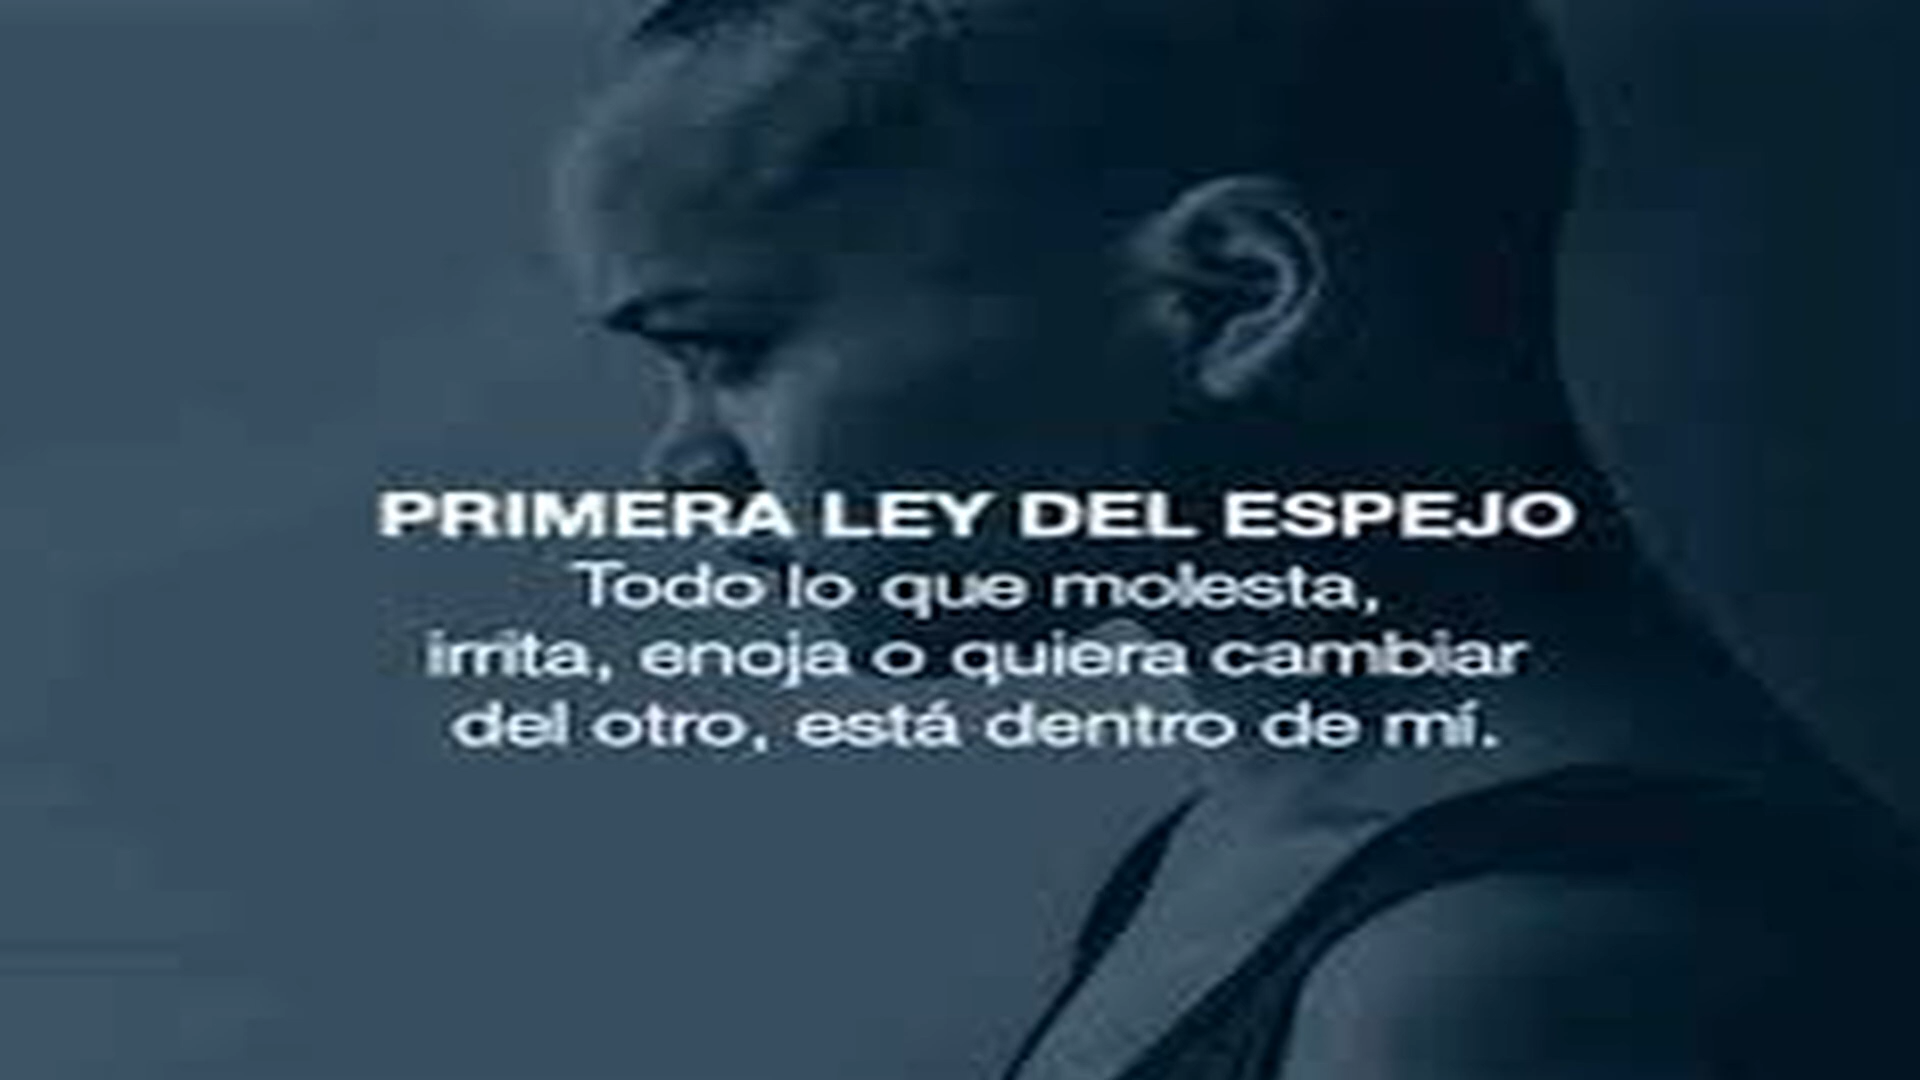 PRIMERA LEY DEL ESPEJO
Todo lo que molesta,
irrita, enoja o quiera cambiar
del otro, está dentro de mí.